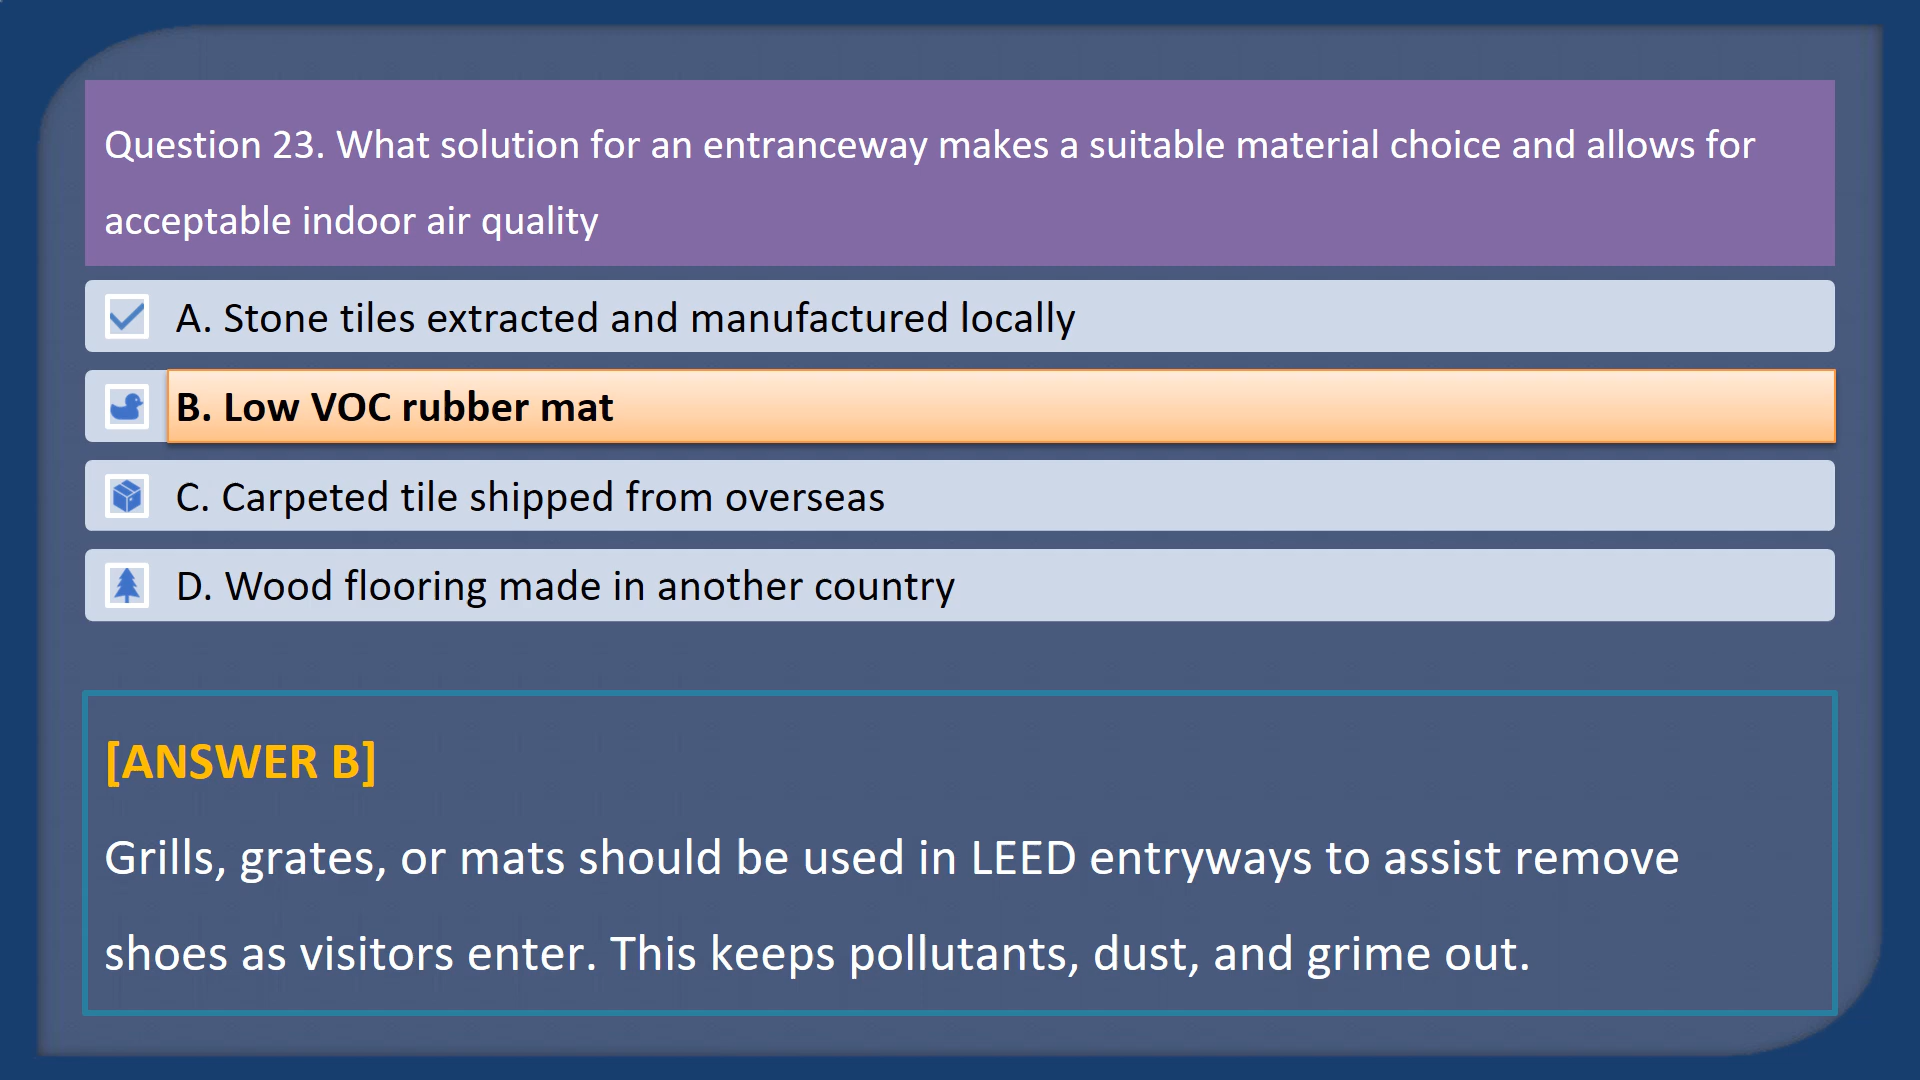 Question 23. What solution for an entranceway makes a suitable material choice and allows for
acceptable indoor air quality
A. Stone tiles extracted and manufactured locally
B. Low VOC rubber mat
C. Carpeted tile shipped from overseas
D. Wood flooring made in another country
[ANSWER B]
Grills, grates, or mats should be used in LEED entryways to assist remove
shoes as visitors enter. This keeps pollutants, dust, and grime out.